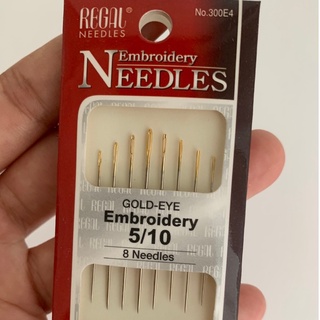 REGAL
NEEDLES
No.300E4
Embroidery
NEEDLES
GOLD-EYE
Embroidery
5/10
8 Needles